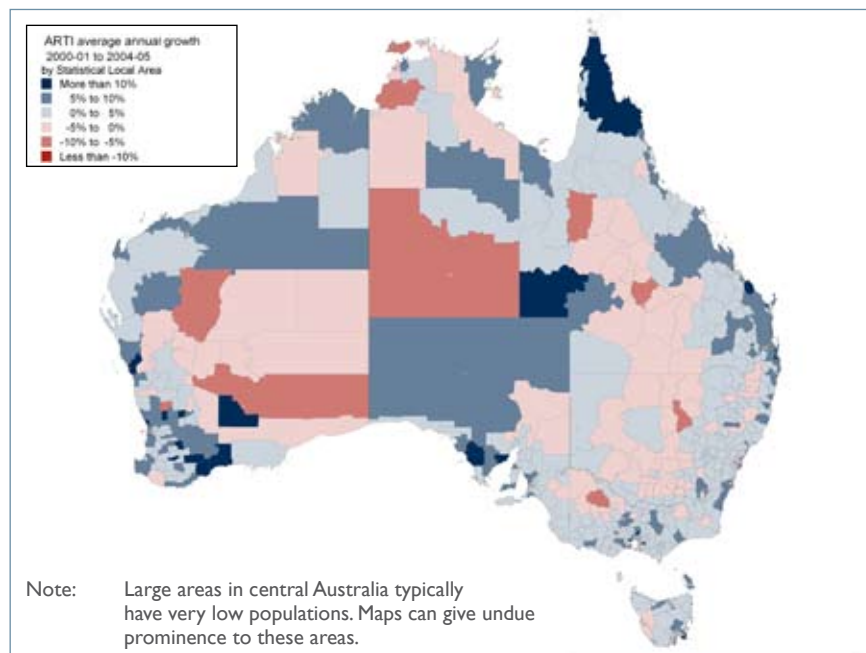 ARTI average annual growth
2000-01 to 2004-05
by Statistical Local Area
More than 10%
5% to 10%
0% to 5%
-5% to 0%
-10% to -5%
Less than -10%
Note: Large areas in central Australia typically
have very low populations. Maps can give undue
prominence to these areas.